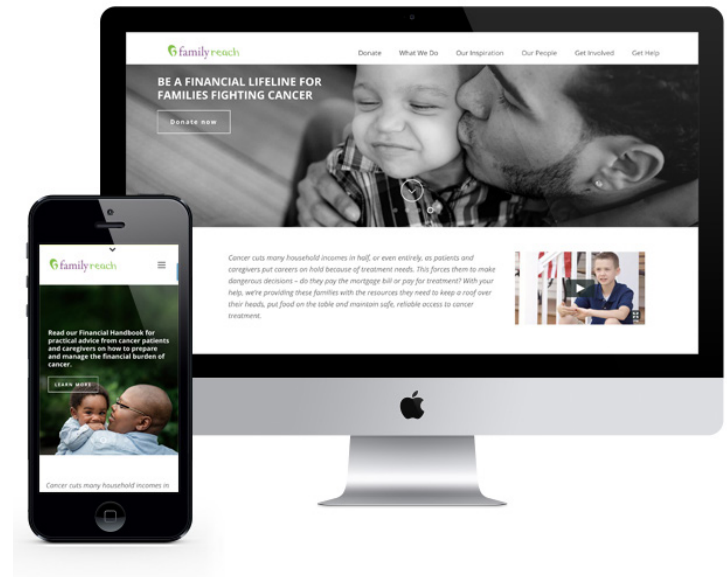 familyreach
Donate What We Do Our Inspiration Our People Get Involved Get Help
BE A FINANCIAL LIFELINE FOR
FAMILIES FIGHTING CANCER
Donate now
Cancer cuts many household incomes in half, or even entirely, as patients and
caregivers put careers on hold because of treatment needs. This forces them to make
dangerous decisions – do they pay the mortgage bill or pay for treatment? With your
help, we're providing these families with the resources they need to keep a roof over
their heads, put food on the table and maintain safe, reliable access to cancer
treatment.
familyreach
Read our Financial Handbook for
practical advice from cancer patients
and caregivers on how to prepare
and manage the financial burden of
cancer.
LEARN MORE
Cancer cuts many household incomes in